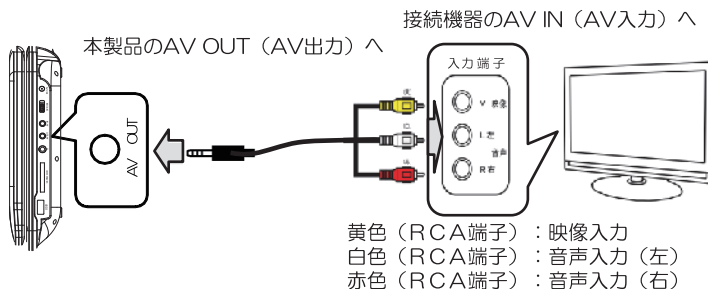 接続機器のAV IN（AV入力）へ
本製品のAV OUT（AV出力）へ
入力端子
AV OUT
V 映像
L 左
音声
R 右
黄色（RCA端子）：映像入力
白色（RCA端子）：音声入力（左）
赤色（RCA端子）：音声入力（右）